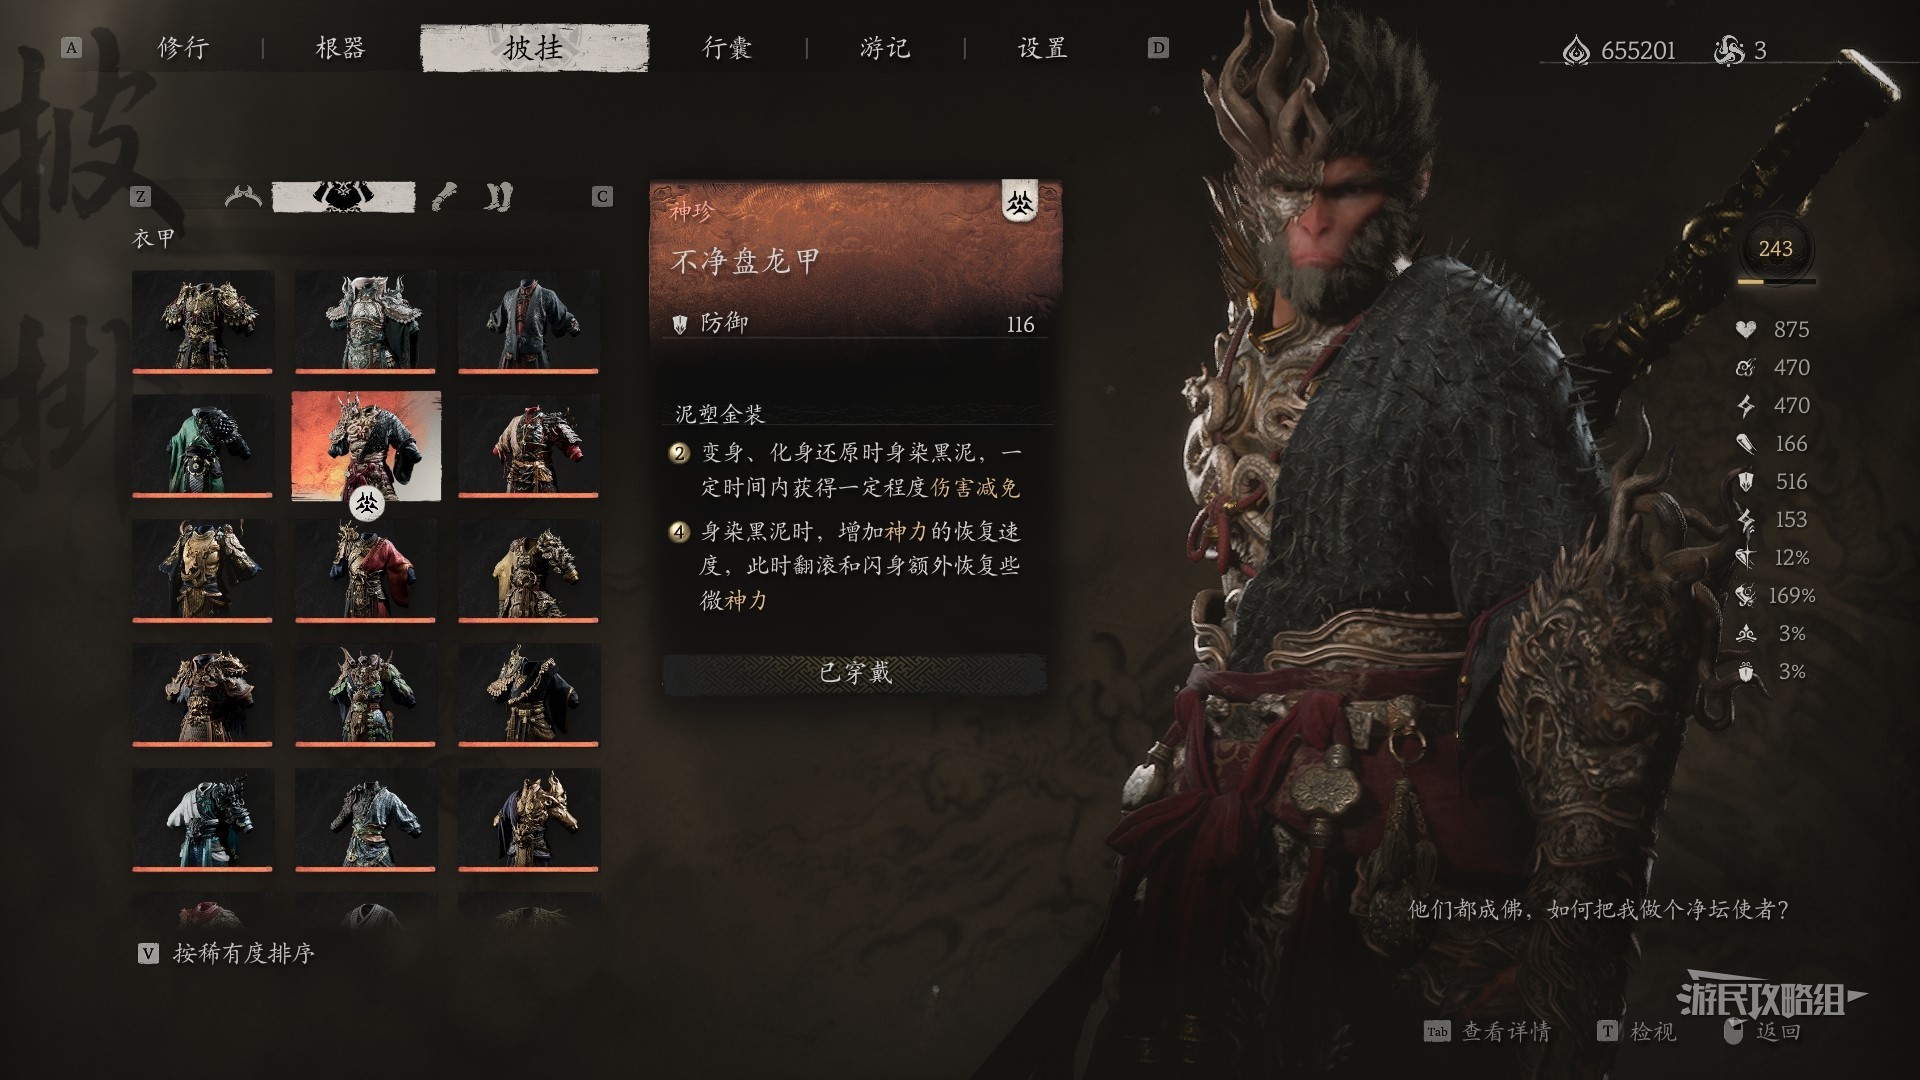 A 修行 根器 披挂 行囊 游记 设置 D
655201 3
披挂
Z C
衣甲
V 按稀有度排序
神珍
不净盘龙甲
防御 116
泥塑金装
2 变身、化身还原时身染黑泥，一
定时间内获得一定程度伤害减免
4 身染黑泥时，增加神力的恢复速
度，此时翻滚和闪身额外恢复些
微神力
已穿戴
243
875
470
470
166
516
153
12%
169%
3%
3%
他们都成佛，如何把我做个净坛使者？
游民攻略组
Tab 查看详情 T 检视 返回